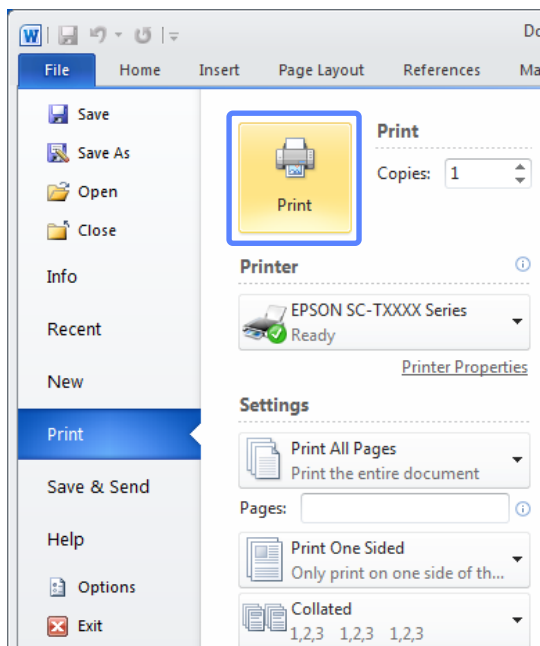 W
Do
File Home Insert Page Layout References Ma
Save
Save As
Open
Close
Info
Recent
New
Print
Save & Send
Help
Options
Exit
Print
Print
Copies: 1
Printer
EPSON SC-TXXXX Series
Ready
Printer Properties
Settings
Print All Pages
Print the entire document
Pages:
Print One Sided
Only print on one side of th...
Collated
1,2,3 1,2,3 1,2,3